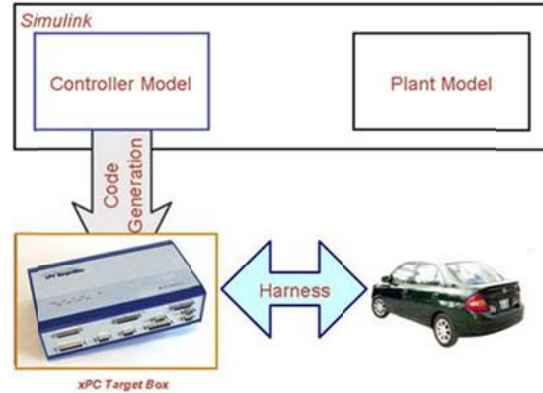 Simulink
Controller Model
Plant Model
Code
Generation
Harness
xPC Target Box